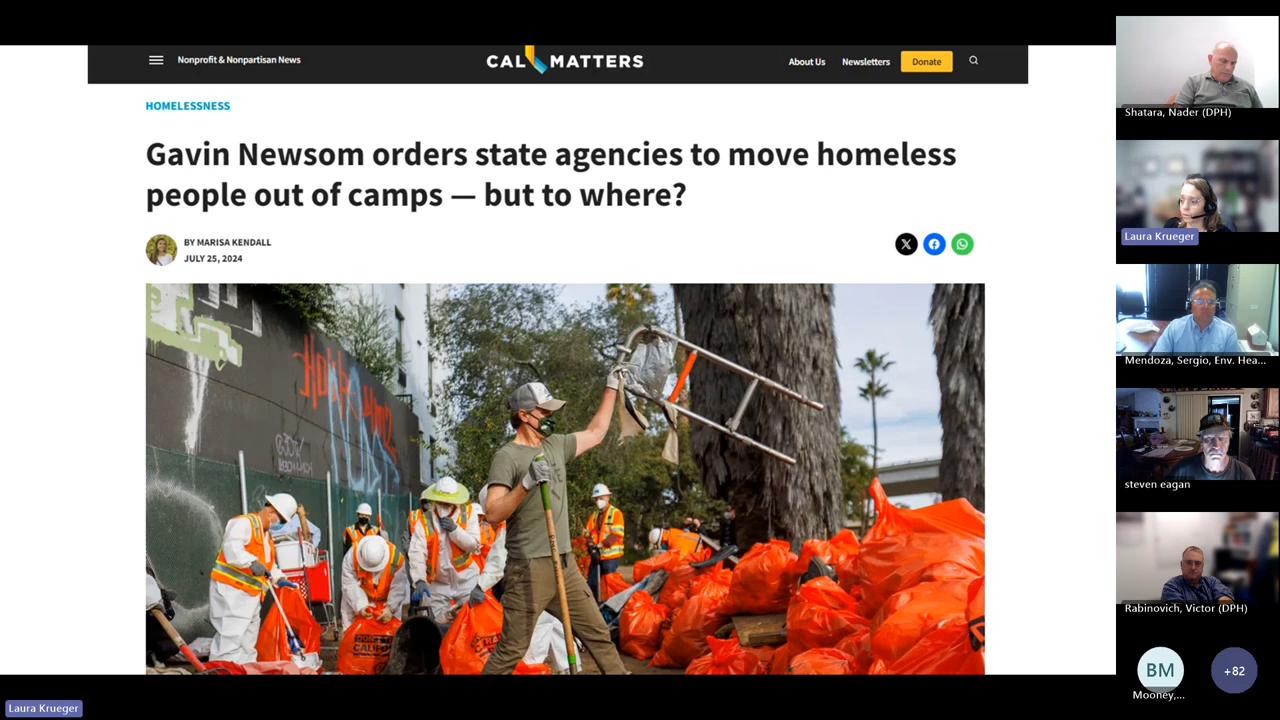 Nonprofit & Nonpartisan News
CAL MATTERS
About Us
Newsletters
Donate
HOMELESSNESS
Gavin Newsom orders state agencies to move homeless
people out of camps — but to where?
BY MARISA KENDALL
JULY 25, 2024
Shatara, Nader (DPH)
Laura Krueger
Mendoza, Sergio, Env. Hea...
steven eagan
Rabinovich, Victor (DPH)
BM
Mooney,...
+82
Laura Krueger